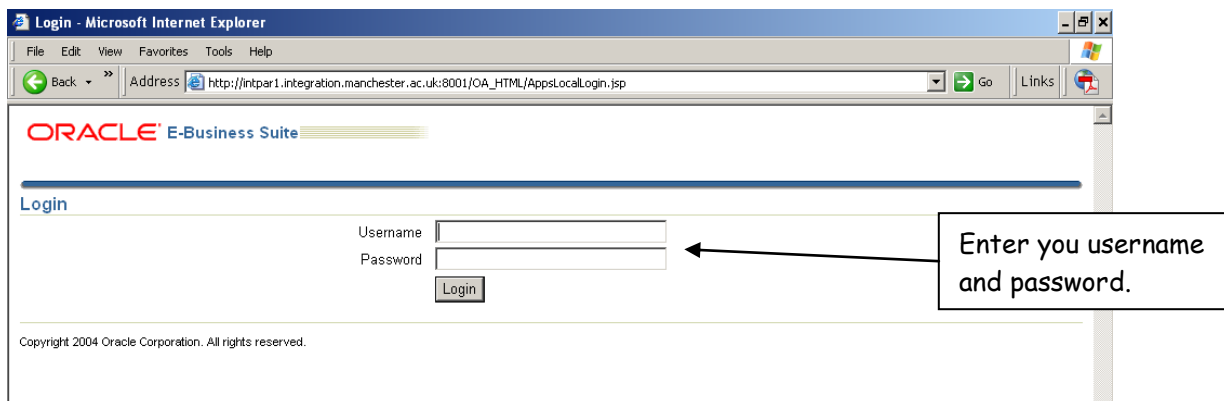 Login - Microsoft Internet Explorer
File Edit View Favorites Tools Help
Back » Address http://intpar1.integration.manchester.ac.uk:8001/OA_HTML/AppsLocalLogin.jsp Go Links
ORACLE E-Business Suite
Login
Username
Password
Login
Enter you username
and password.
Copyright 2004 Oracle Corporation. All rights reserved.